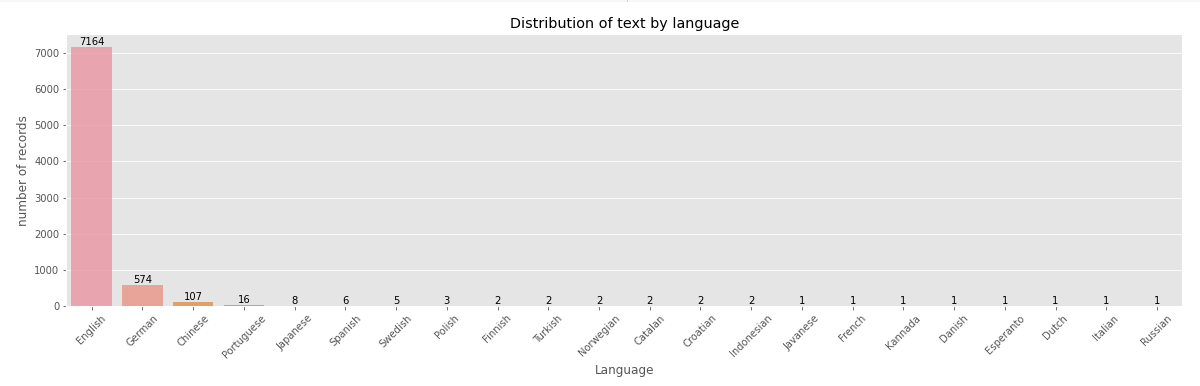 Distribution of text by language
number of records
7000
6000
5000
4000
3000
2000
1000
0
7164
574
107
16
8
6
5
3
2
2
2
2
2
2
1
1
1
1
1
1
1
1
English
German
Chinese
Portuguese
Japanese
Spanish
Swedish
Polish
Finnish
Turkish
Norwegian
Catalan
Croatian
Indonesian
Javanese
French
Kannada
Danish
Esperanto
Dutch
Italian
Russian
Language